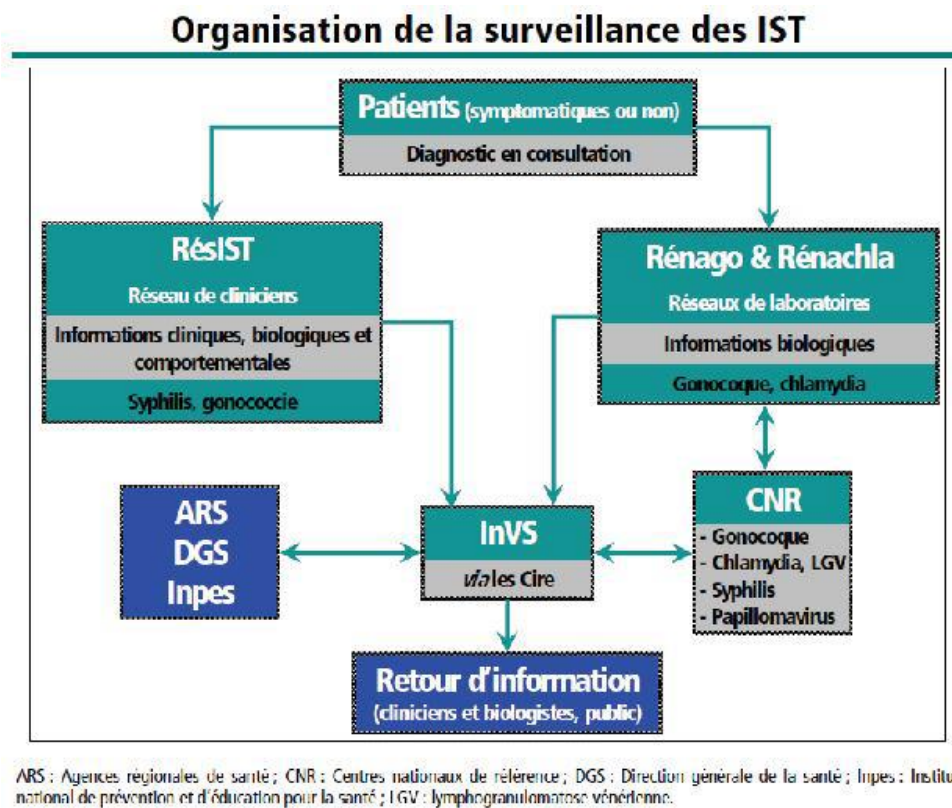 Organisation de la surveillance des IST
Patients (symptomatiques ou non)
Diagnostic en consultation
RésIST
Réseau de cliniciens
Informations cliniques, biologiques et
comportementales
Syphilis, gonococcie
Rénago & Rénachla
Réseaux de laboratoires
Informations biologiques
Gonocoque, chlamydia
ARS
DGS
Inpes
InVS
via les Cire
CNR
- Gonocoque
- Chlamydia, LGV
- Syphilis
- Papillomavirus
Retour d'information
(cliniciens et biologistes, public)
ARS : Agences régionales de santé ; CNR : Centres nationaux de référence ; DGS : Direction générale de la santé ; Inpes : Institu
national de prévention et d'éducation pour la santé ; LGV : lymphogranulomatose vénérienne.